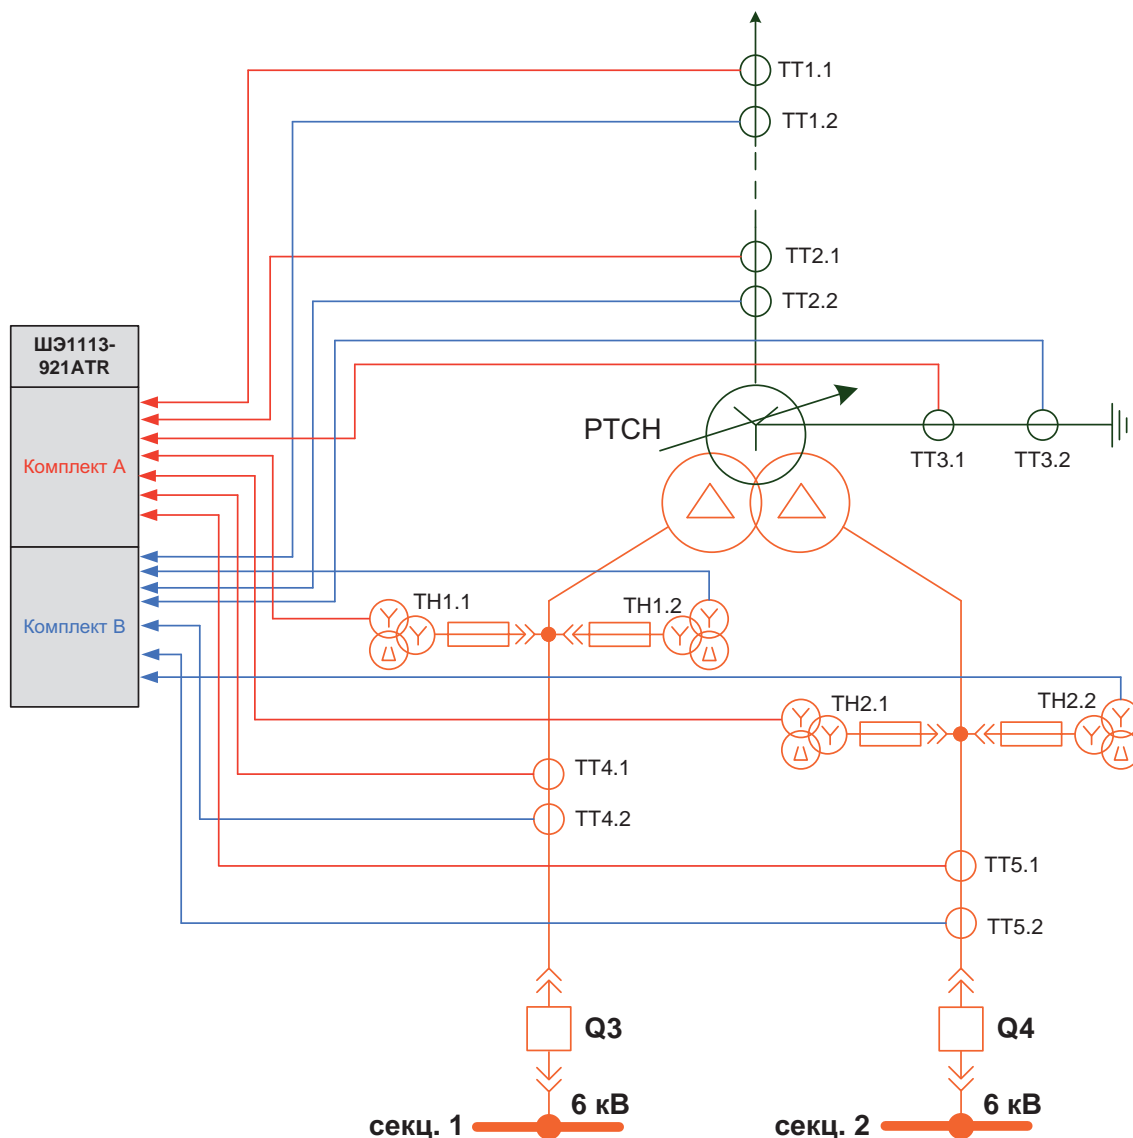 ТТ1.1
ТТ1.2
ТТ2.1
ТТ2.2
ШЭ1113-
921ATR
Комплект А
Комплект В
РТСН
ТТ3.1
ТТ3.2
ТН1.1
ТН1.2
ТН2.1
ТН2.2
ТТ4.1
ТТ4.2
ТТ5.1
ТТ5.2
Q3
Q4
6 кВ
секц. 1
6 кВ
секц. 2